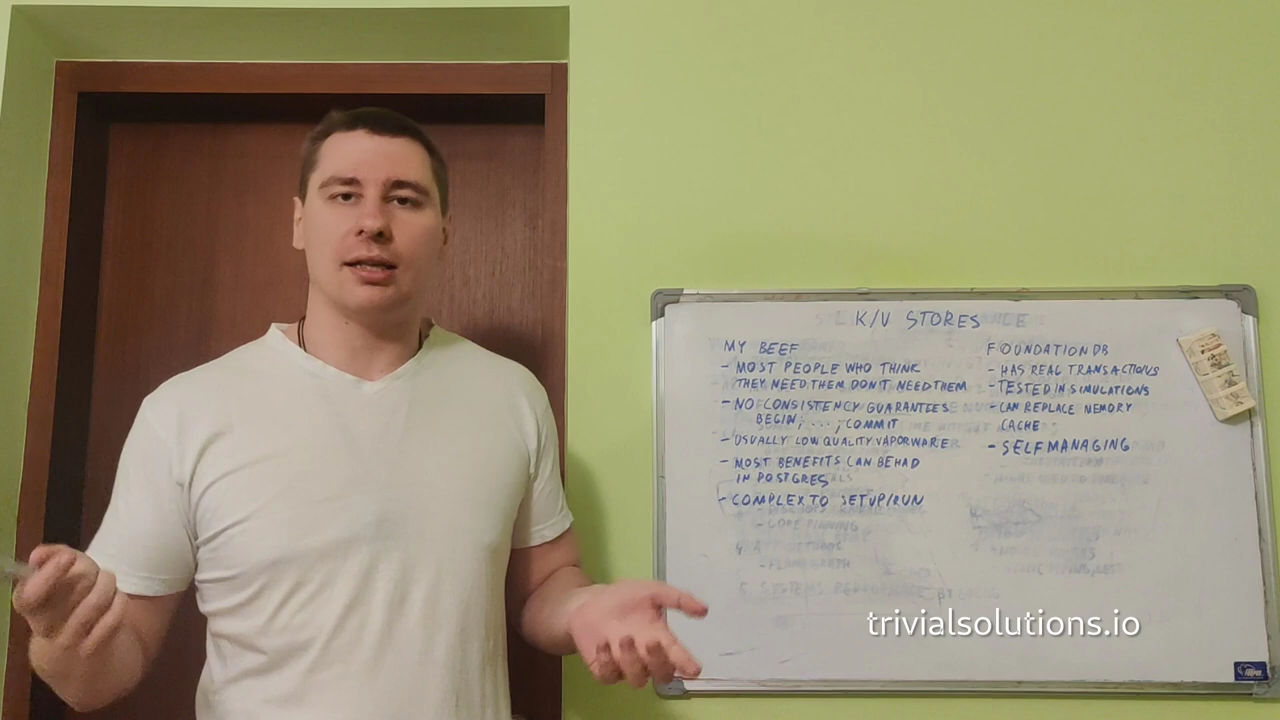 K/V STORES
MY BEEF
- MOST PEOPLE WHO THINK
THEY NEED THEM DON'T NEED THEM
- NO CONSISTENCY GUARANTEES
BEGIN; ... ; COMMIT
- USUALLY LOW QUALITY VAPORWARE
- MOST BENEFITS CAN BE HAD
IN POSTGRES
- COMPLEX TO SETUP/RUN
FOUNDATIONDB
- HAS REAL TRANSACTIONS
- TESTED IN SIMULATIONS
- CAN REPLACE MEMORY
CACHE
- SELF MANAGING
trivialsolutions.io